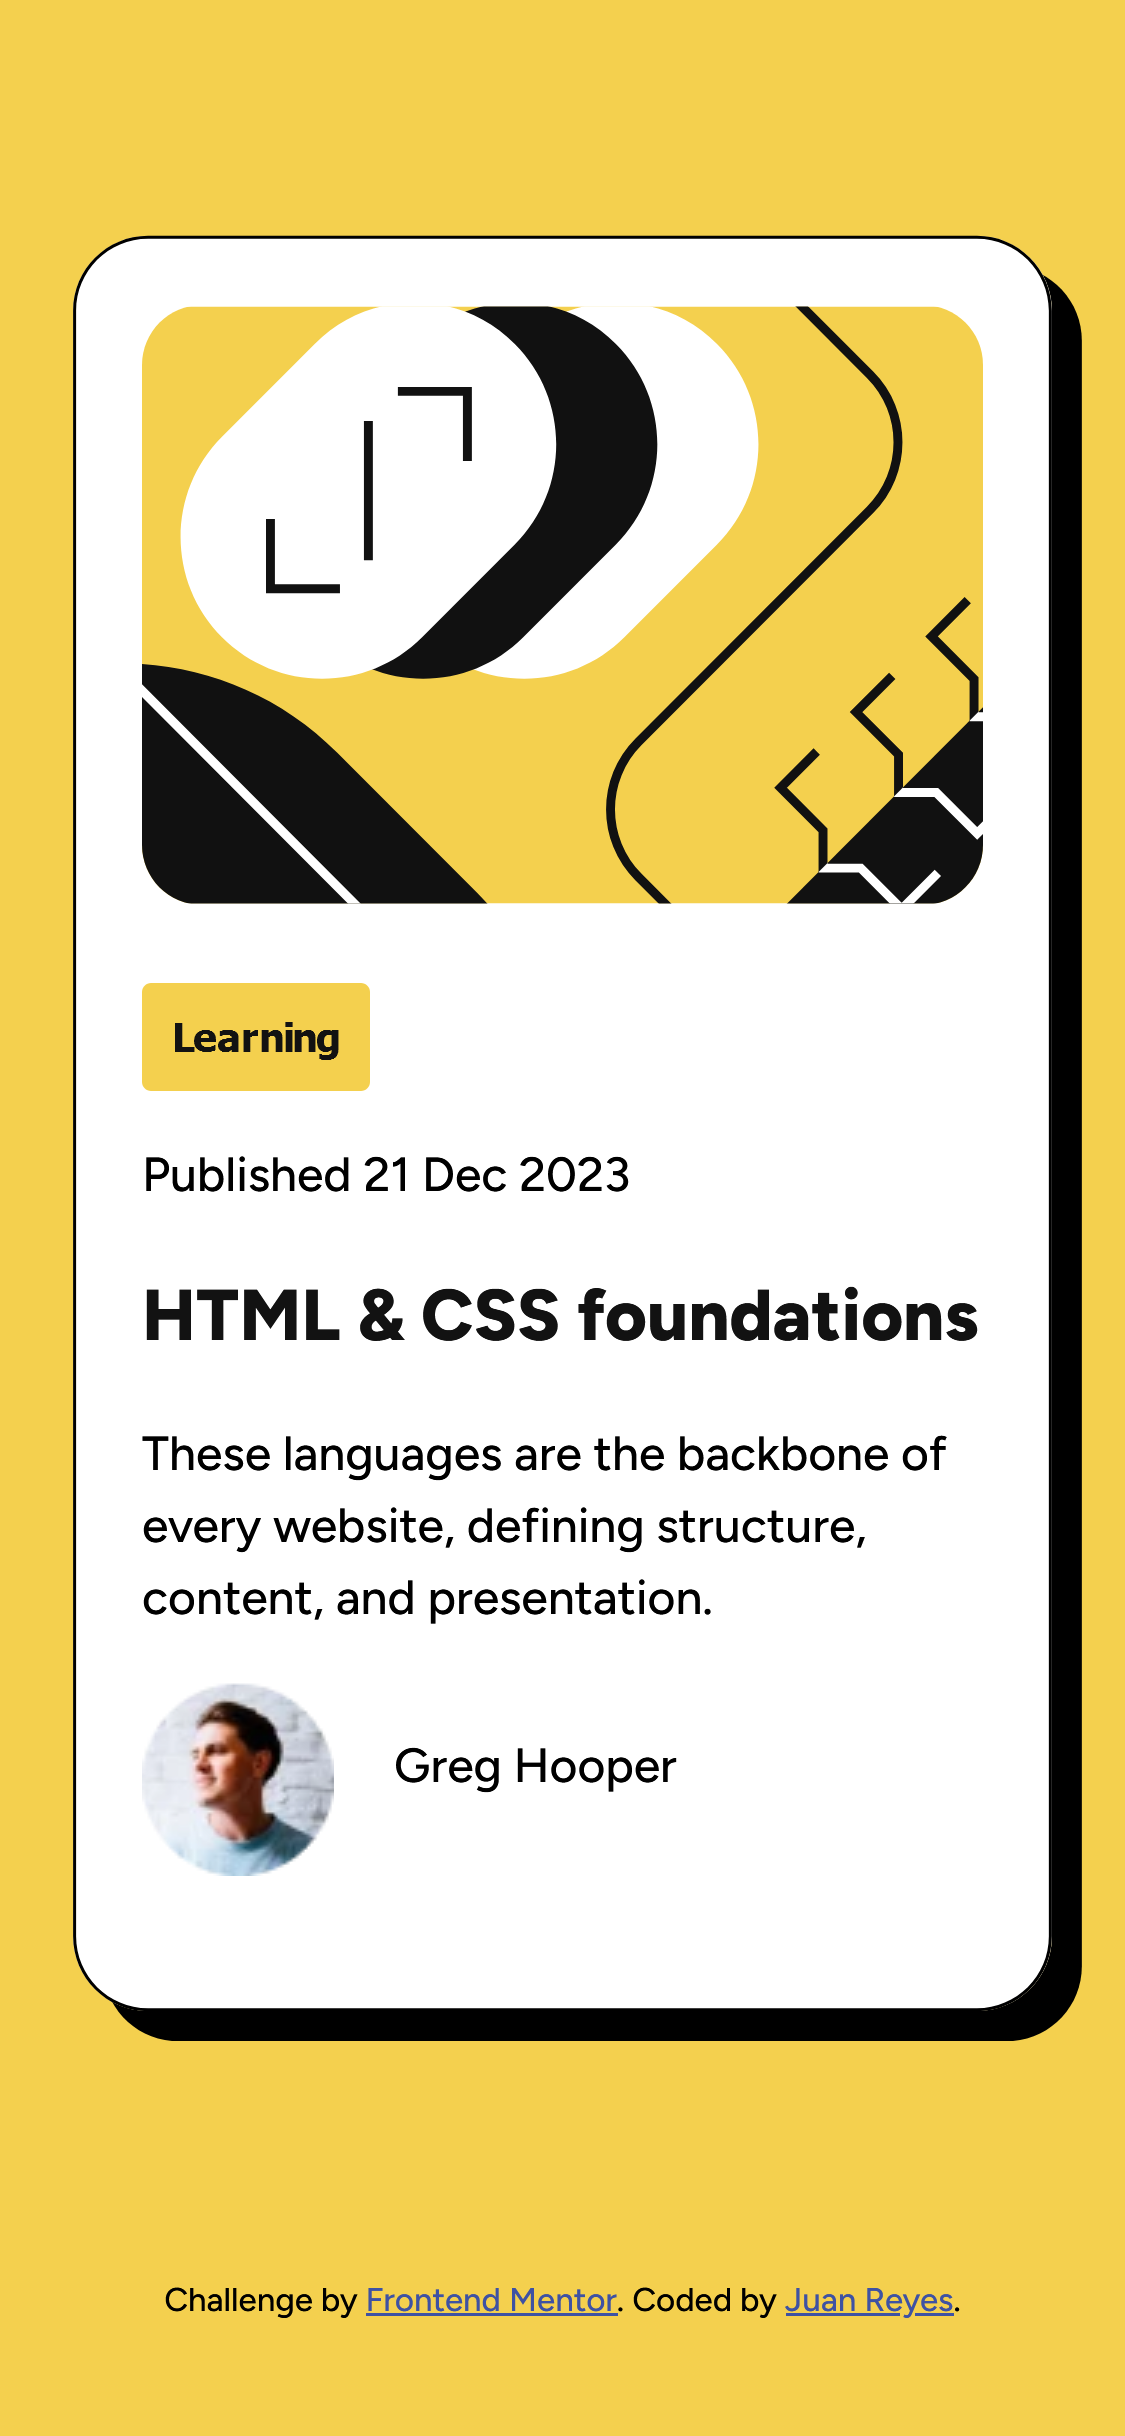 Learning
Published 21 Dec 2023
HTML & CSS foundations
These languages are the backbone of
every website, defining structure,
content, and presentation.
Greg Hooper
Challenge by Frontend Mentor. Coded by Juan Reyes.